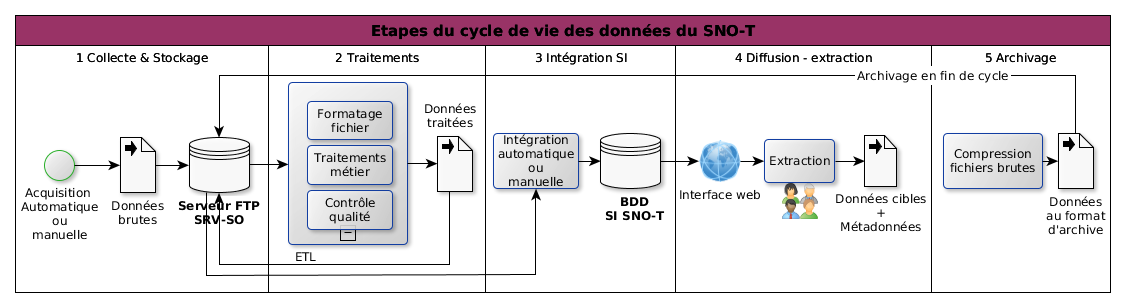 Etapes du cycle de vie des données du SNO-T
1 Collecte & Stockage
2 Traitements
3 Intégration SI
4 Diffusion - extraction
5 Archivage
Archivage en fin de cycle
Acquisition
Automatique
ou
manuelle
Données
brutes
Serveur FTP
SRV-SO
Formatage
fichier
Traitements
métier
Contrôle
qualité
ETL
Données
traitées
Intégration
automatique
ou
manuelle
BDD
SI SNO-T
Interface web
Extraction
Données cibles
+
Métadonnées
Compression
fichiers brutes
Données
au format
d'archive